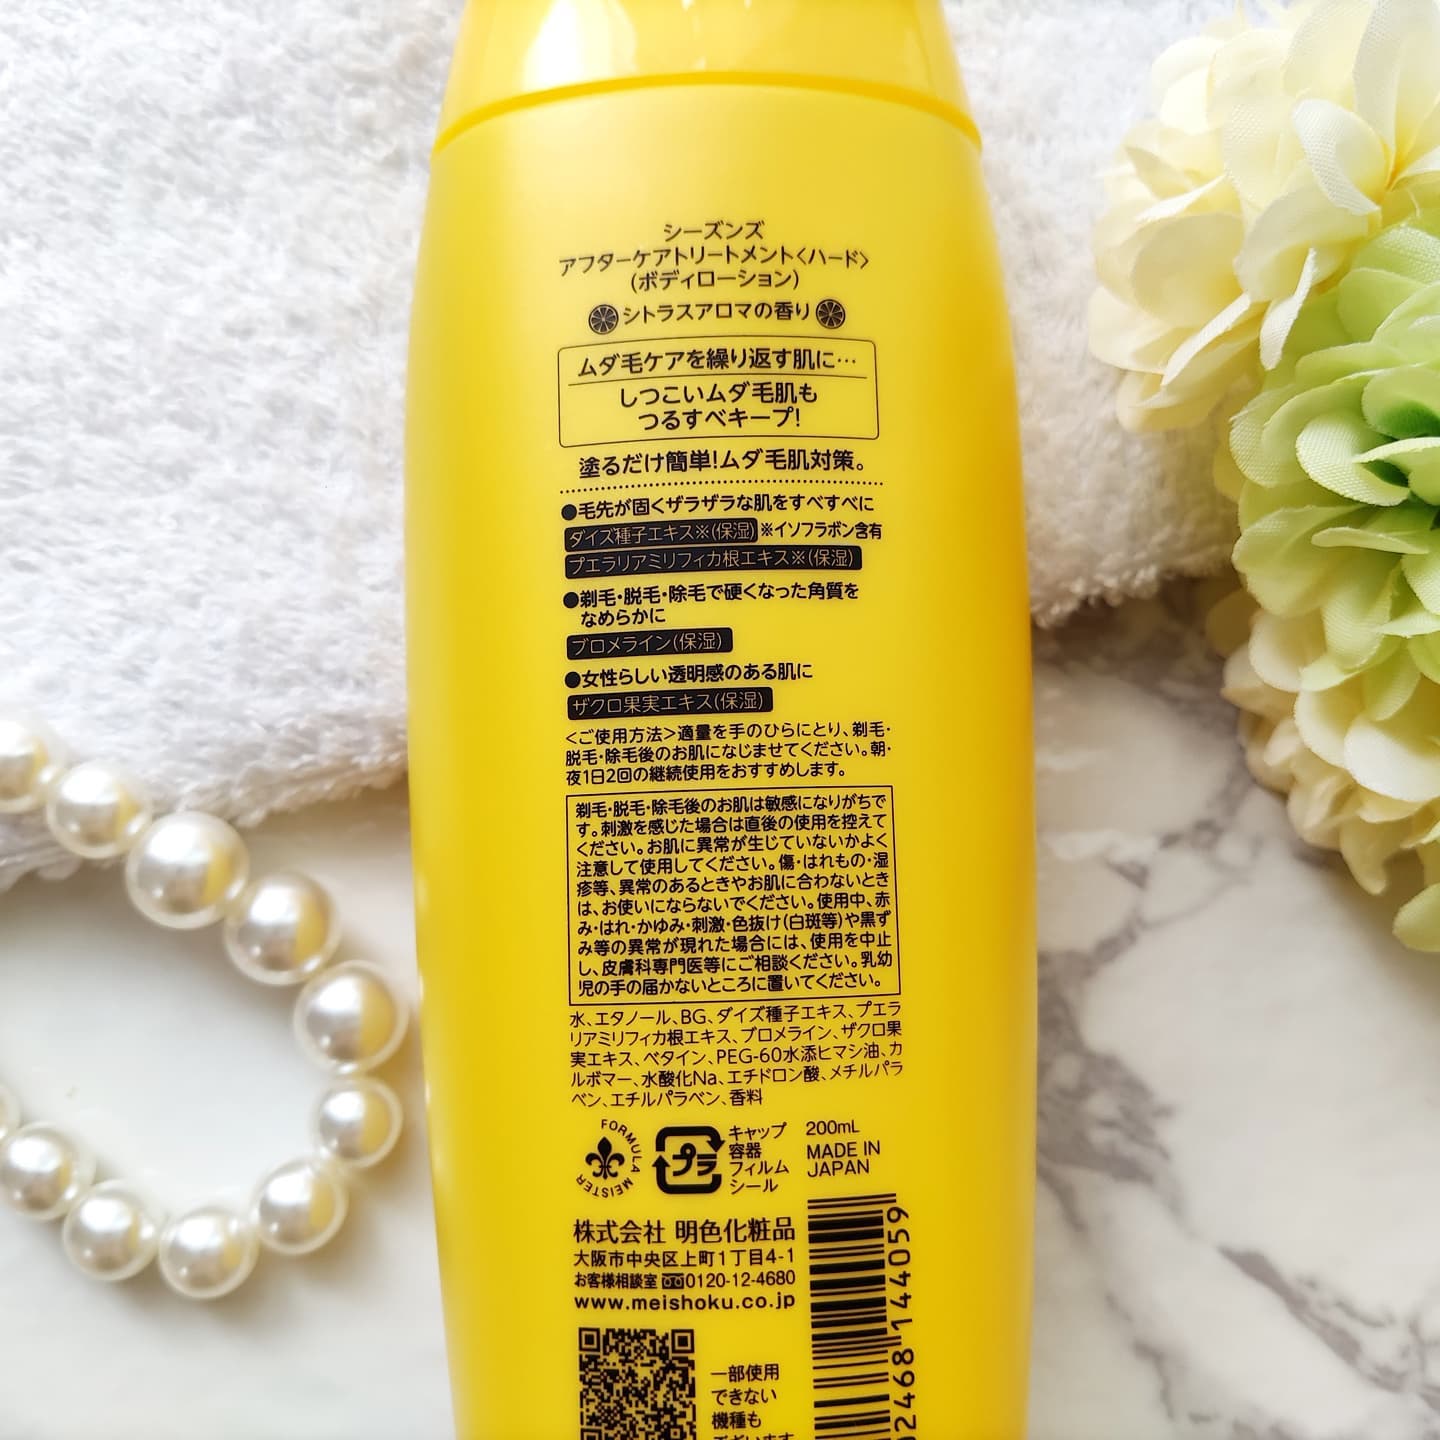 シーズンズ
アフターケアトリートメント〈ハード〉
(ボディローション)
シトラスアロマの香り
ムダ毛ケアを繰り返す肌に…
しつこいムダ毛肌も
つるすべキープ!
塗るだけ簡単!ムダ毛肌対策。
●毛先が固くザラザラな肌をすべすべに
ダイズ種子エキス※(保湿) ※イソフラボン含有
プエラリアミリフィカ根エキス※(保湿)
●剃毛・脱毛・除毛で硬くなった角質を
なめらかに
ブロメライン(保湿)
●女性らしい透明感のある肌に
ザクロ果実エキス(保湿)
<ご使用方法>適量を手のひらにとり、剃毛・
脱毛・除毛後のお肌になじませてください。朝・
夜1日2回の継続使用をおすすめします。
剃毛・脱毛・除毛後のお肌は敏感になりがちで
す。刺激を感じた場合は直後の使用を控えて
ください。お肌に異常が生じていないかよく
注意して使用してください。傷・はれもの・湿
疹等、異常のあるときやお肌に合わないとき
は、お使いにならないでください。使用中、赤
み・はれ・かゆみ・刺激・色抜け(白斑等)や黒ず
み等の異常が現れた場合には、使用を中止
し、皮膚科専門医等にご相談ください。乳幼
児の手の届かないところに置いてください。
水、エタノール、BG、ダイズ種子エキス、プエラ
リアミリフィカ根エキス、ブロメライン、ザクロ果
実エキス、ベタイン、PEG-60水添ヒマシ油、カ
ルボマー、水酸化Na、エチドロン酸、メチルパラ
ベン、エチルパラベン、香料
FORMULA MEISTER
プラ
キャップ
容器
フィルム
シール
200mL
MADE IN
JAPAN
株式会社 明色化粧品
大阪市中央区上町1丁目4-1
お客様相談室 0120-12-4680
www.meishoku.co.jp
一部使用
できない
機種も
ございます
02468 144059